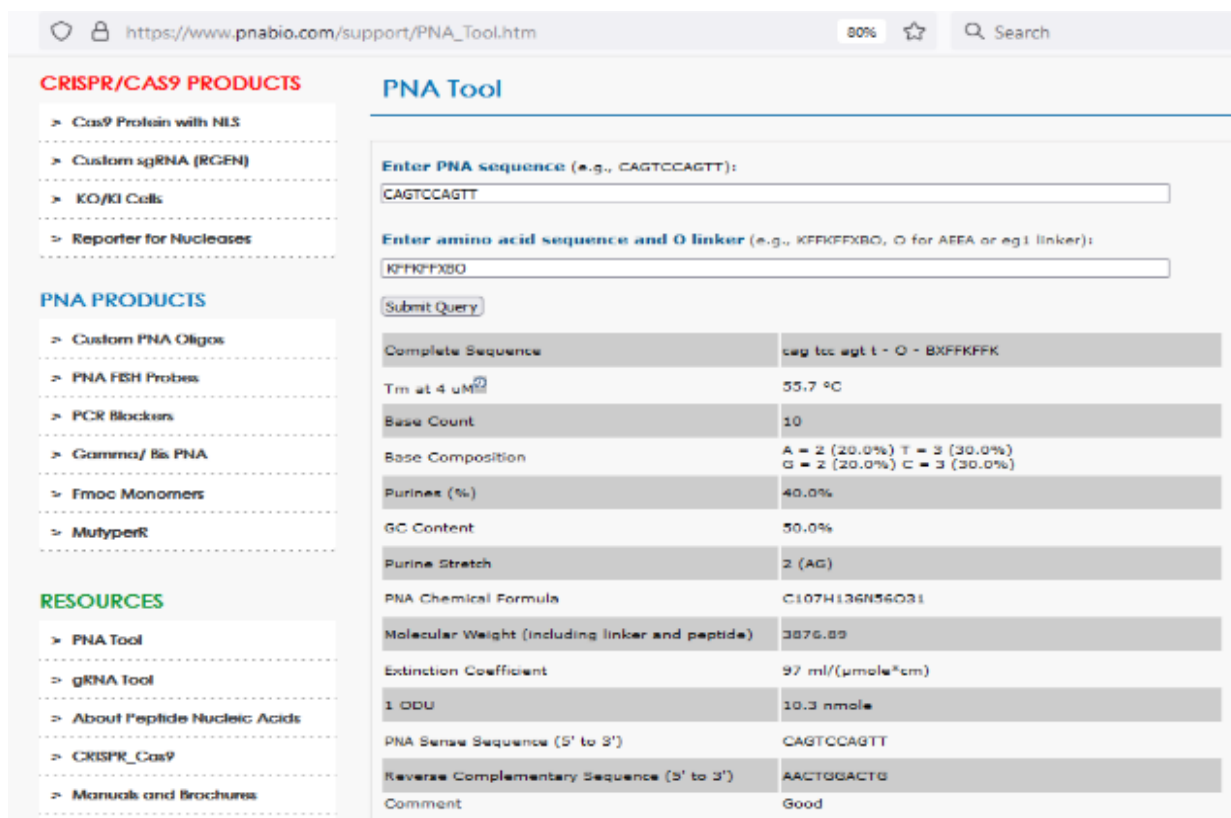 https://www.pnabio.com/support/PNA_Tool.htm
80%
Search
CRISPR/CAS9 PRODUCTS
> Cas9 Protein with NLS
> Custom sgRNA (RGEN)
> KO/KI Cells
> Reporter for Nucleases
PNA PRODUCTS
> Custom PNA Oligos
> PNA FISH Probes
> PCR Blockers
> Gamma/ Bis PNA
> Fmoc Monomers
> MutyperR
RESOURCES
> PNA Tool
> gRNA Tool
> About Peptide Nucleic Acids
> CRISPR_Cas9
> Manuals and Brochures
PNA Tool
Enter PNA sequence (e.g., CAGTCCAGTT):
CAGTCCAGTT
Enter amino acid sequence and O linker (e.g., KFFKFFXBO, O for AEEA or eg1 linker):
KFFKFFXBO
Submit Query
Complete Sequence cag tcc agt t - O - BXFFKFFK
Tm at 4 uM 55.7 ºC
Base Count 10
Base Composition A = 2 (20.0%) T = 3 (30.0%)
G = 2 (20.0%) C = 3 (30.0%)
Purines (%) 40.0%
GC Content 50.0%
Purine Stretch 2 (AG)
PNA Chemical Formula C107H136N56O31
Molecular Weight (including linker and peptide) 3876.89
Extinction Coefficient 97 ml/(µmole*cm)
1 ODU 10.3 nmole
PNA Sense Sequence (5' to 3') CAGTCCAGTT
Reverse Complementary Sequence (5' to 3') AACTGGACTG
Comment Good